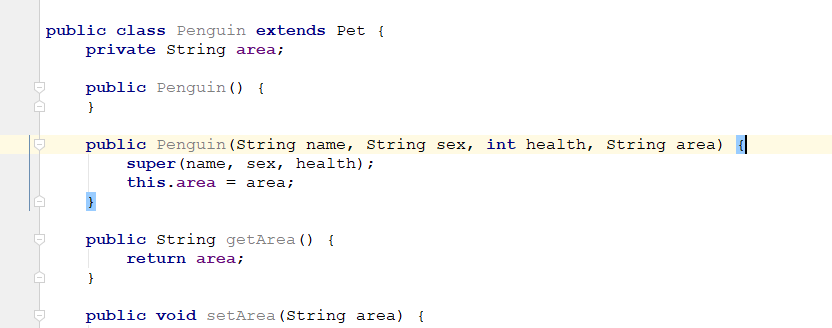 public class Penguin extends Pet {
    private String area;
    public Penguin() {
    }
    public Penguin(String name, String sex, int health, String area) {
        super(name, sex, health);
        this.area = area;
    }
    public String getArea() {
        return area;
    }
    public void setArea(String area) {